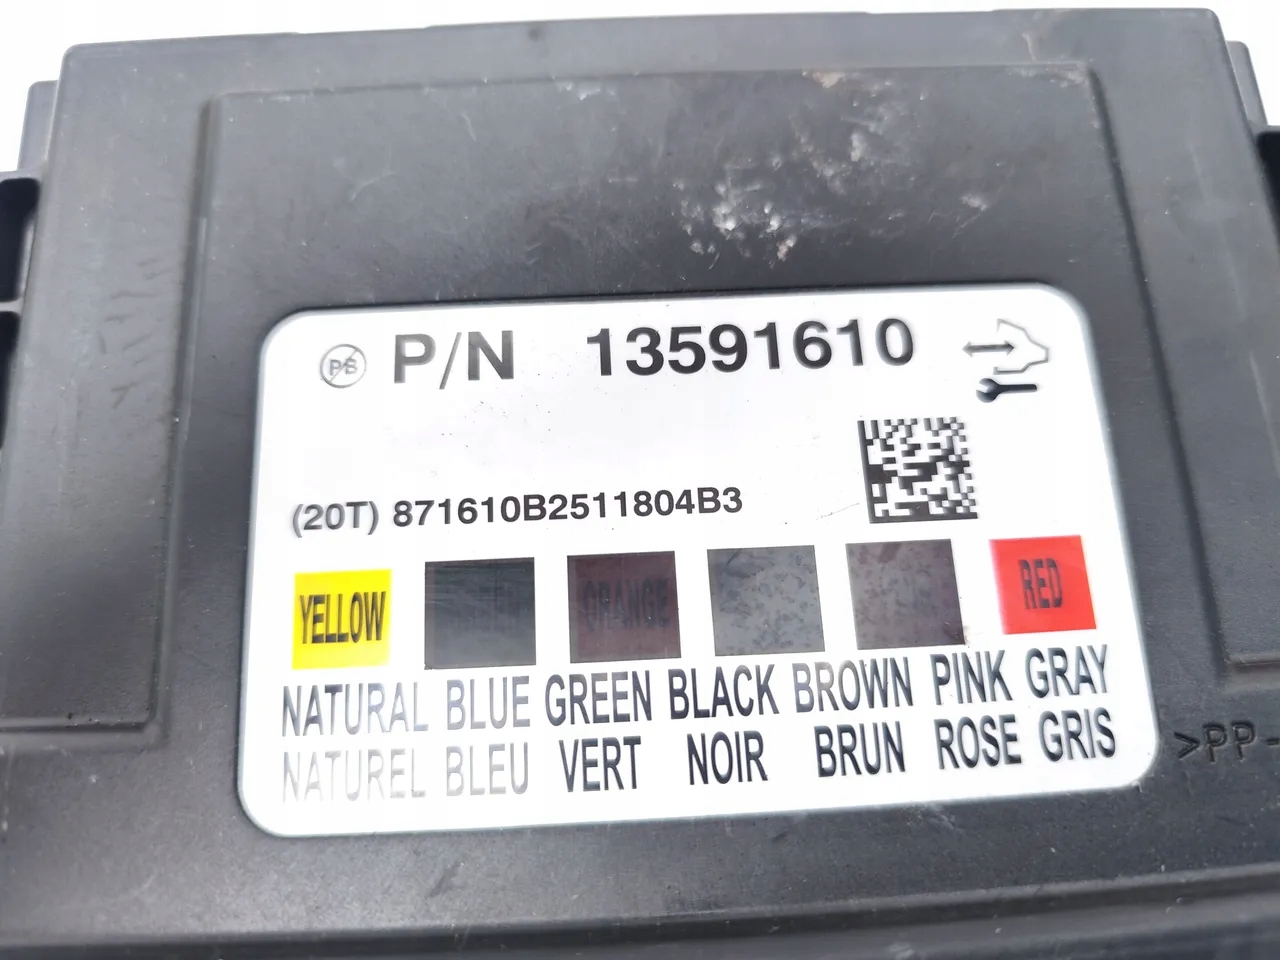 PB P/N 13591610
(20T) 871610B2511804B3
YELLOW ORANGE RED
NATURAL BLUE GREEN BLACK BROWN PINK GRAY
NATUREL BLEU VERT NOIR BRUN ROSE GRIS
>PP-